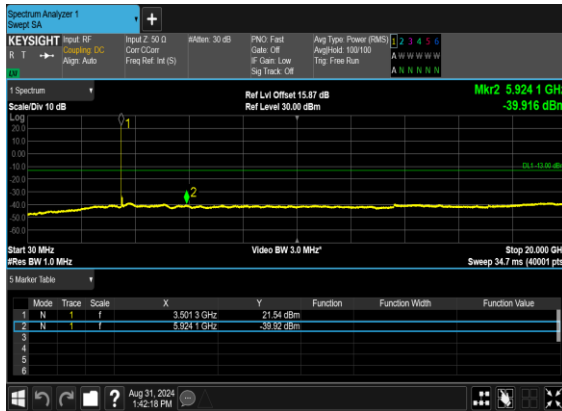 Spectrum Analyzer 1
Swept SA
+
KEYSIGHT
R T
LXI
Input: RF
Coupling: DC
Align: Auto
Input Z: 50 Ω
Corr CCorr
Freq Ref: Int (S)
#Atten: 30 dB
PNO: Fast
Gate: Off
IF Gain: Low
Sig Track: Off
Avg Type: Power (RMS)
Avg|Hold: 100/100
Trig: Free Run
1 2 3 4 5 6
A W W W W W
A N N N N N
1 Spectrum
Scale/Div 10 dB
Ref Lvl Offset 15.87 dB
Ref Level 30.00 dBm
Mkr2 5.924 1 GHz
-39.916 dBm
Log
20.0
10.0
0.00
-10.0
-20.0
-30.0
-40.0
-50.0
-60.0
1
2
DL1 -13.00 dBm
Start 30 MHz
#Res BW 1.0 MHz
Video BW 3.0 MHz*
Stop 20.000 GHz
Sweep 34.7 ms (40001 pts)
5 Marker Table
Mode Trace Scale X Y Function Function Width Function Value
1 N 1 f 3.501 3 GHz 21.54 dBm
2 N 1 f 5.924 1 GHz -39.92 dBm
3
4
5
6
?
Aug 31, 2024
1:42:18 PM